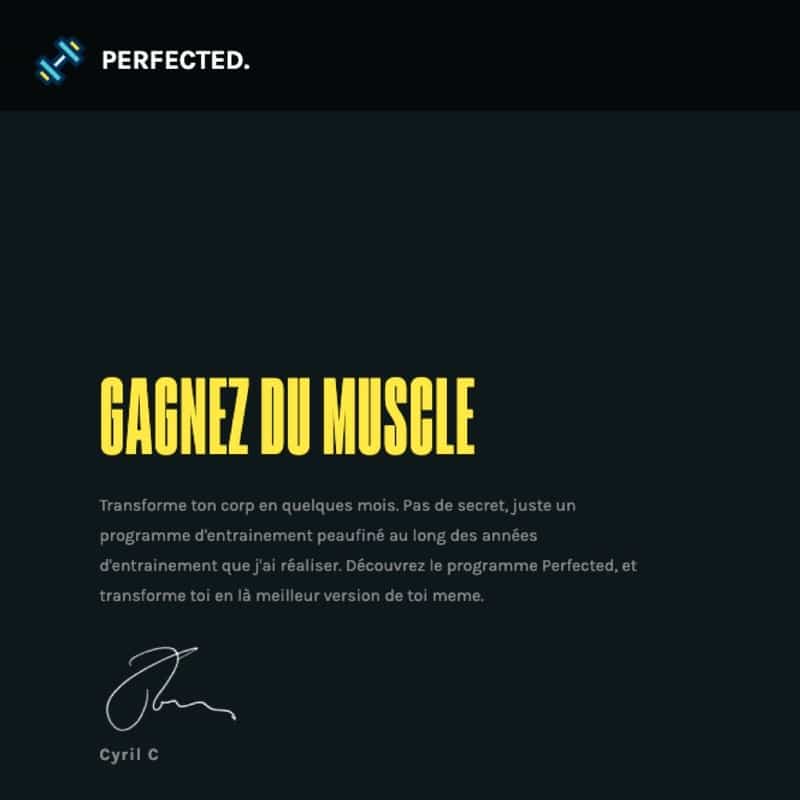 PERFECTED.
GAGNEZ DU MUSCLE
Transforme ton corp en quelques mois. Pas de secret, juste un
programme d'entrainement peaufiné au long des années
d'entrainement que j'ai réaliser. Découvrez le programme Perfected, et
transforme toi en là meilleur version de toi meme.
Cyril C